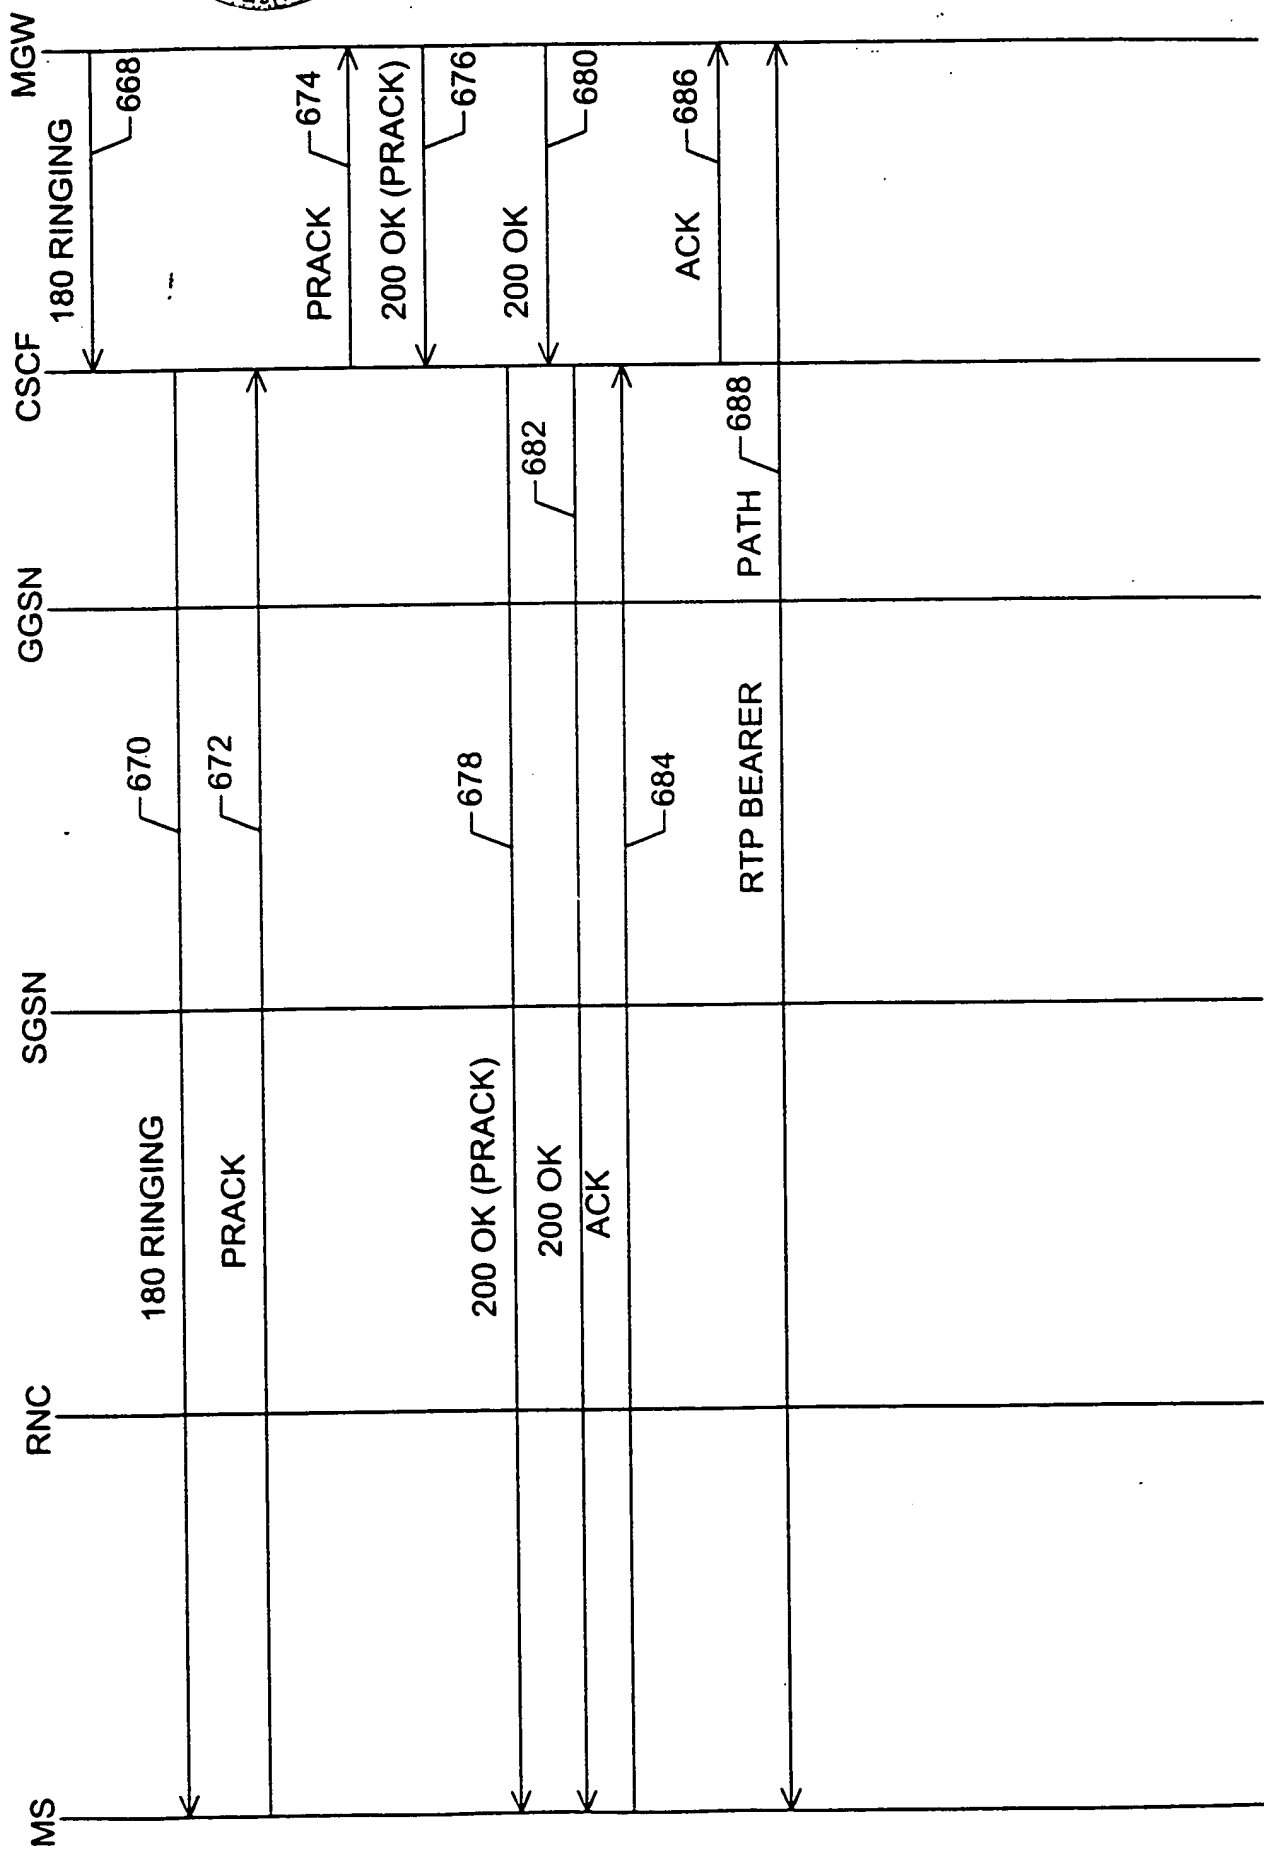 MS
RNC
SGSN
GGSN
CSCF
MGW
180 RINGING
668
180 RINGING
670
PRACK
672
PRACK
674
200 OK (PRACK)
676
200 OK (PRACK)
678
200 OK
680
200 OK
682
ACK
684
ACK
686
RTP BEARER PATH
688